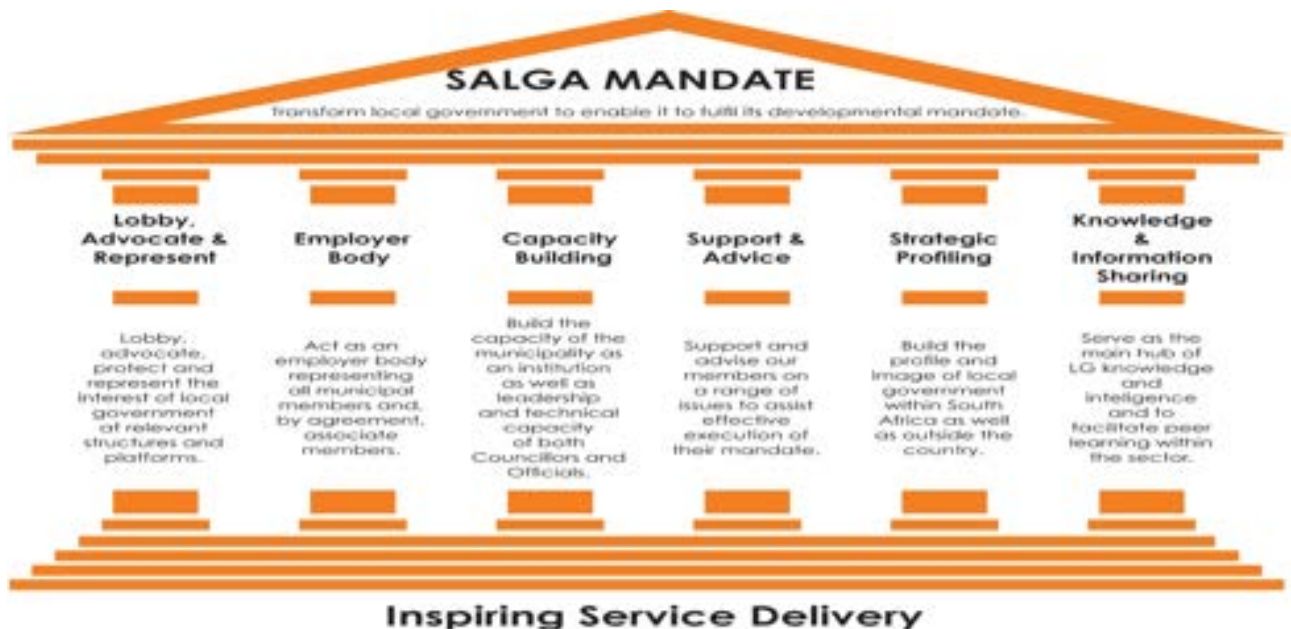 SALGA MANDATE
transform local government to enable it to fulfil its developmental mandate.
Lobby,
Advocate &
Represent
Lobby,
advocate,
protect and
represent the
interest of local
government
at relevant
structures and
platforms.
Employer
Body
Act as an
employer body
representing
all municipal
members and,
by agreement,
associate
members.
Capacity
Building
Build the
capacity of the
municipality as
an institution
as well as
leadership
and technical
capacity
of both
Councillors and
Officials.
Support &
Advice
Support and
advise our
members on
a range of
issues to assist
effective
execution of
their mandate.
Strategic
Profiling
Build the
profile and
image of local
government
within South
Africa as well
as outside the
country.
Knowledge
&
Information
Sharing
Serve as the
main hub of
LG knowledge
and
inteligence
and to
facilitate peer
learning within
the sector.
Inspiring Service Delivery